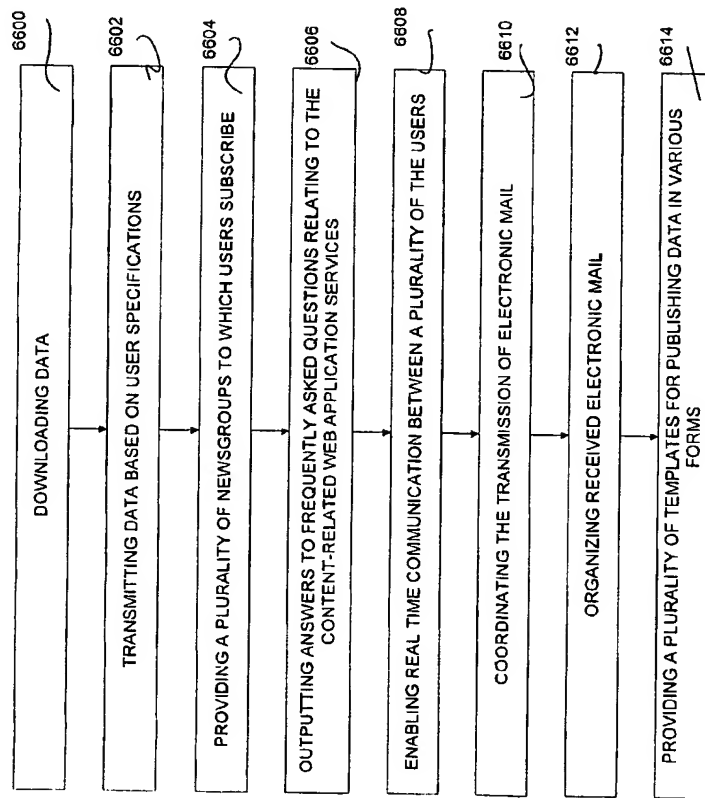 6600
DOWNLOADING DATA
6602
TRANSMITTING DATA BASED ON USER SPECIFICATIONS
6604
PROVIDING A PLURALITY OF NEWSGROUPS TO WHICH USERS SUBSCRIBE
6606
OUTPUTTING ANSWERS TO FREQUENTLY ASKED QUESTIONS RELATING TO THE
CONTENT-RELATED WEB APPLICATION SERVICES
6608
ENABLING REAL TIME COMMUNICATION BETWEEN A PLURALITY OF THE USERS
6610
COORDINATING THE TRANSMISSION OF ELECTRONIC MAIL
6612
ORGANIZING RECEIVED ELECTRONIC MAIL
6614
PROVIDING A PLURALITY OF TEMPLATES FOR PUBLISHING DATA IN VARIOUS
FORMS